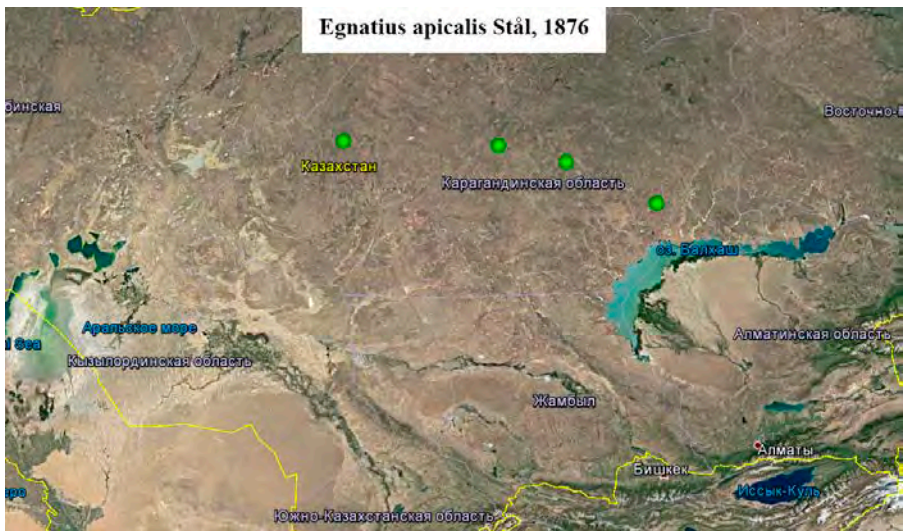 Egnatius apicalis Stål, 1876
бинская
Восточно-
Казахстан
Карагандинская область
оз. Балхаш
Аральское море
Алматинская область
Sea
Кызылординская область
Жамбыл
Алматы
Бишкек
Иссык-Куль
Южно-Казахстанская область